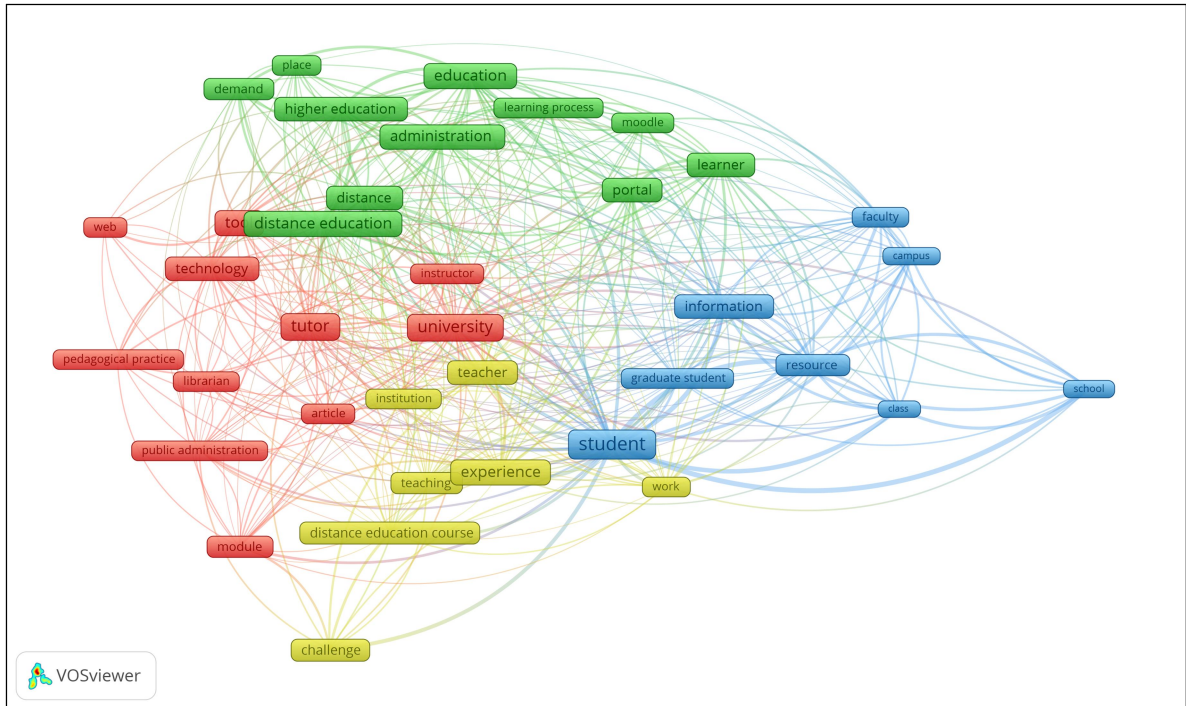 place
education
demand
higher education
learning process
moodle
administration
learner
portal
distance
faculty
web
distance education
campus
technology
instructor
information
tutor
university
pedagogical practice
resource
teacher
librarian
graduate student
school
institution
article
class
student
public administration
experience
teaching
work
distance education course
module
challenge
VOSviewer